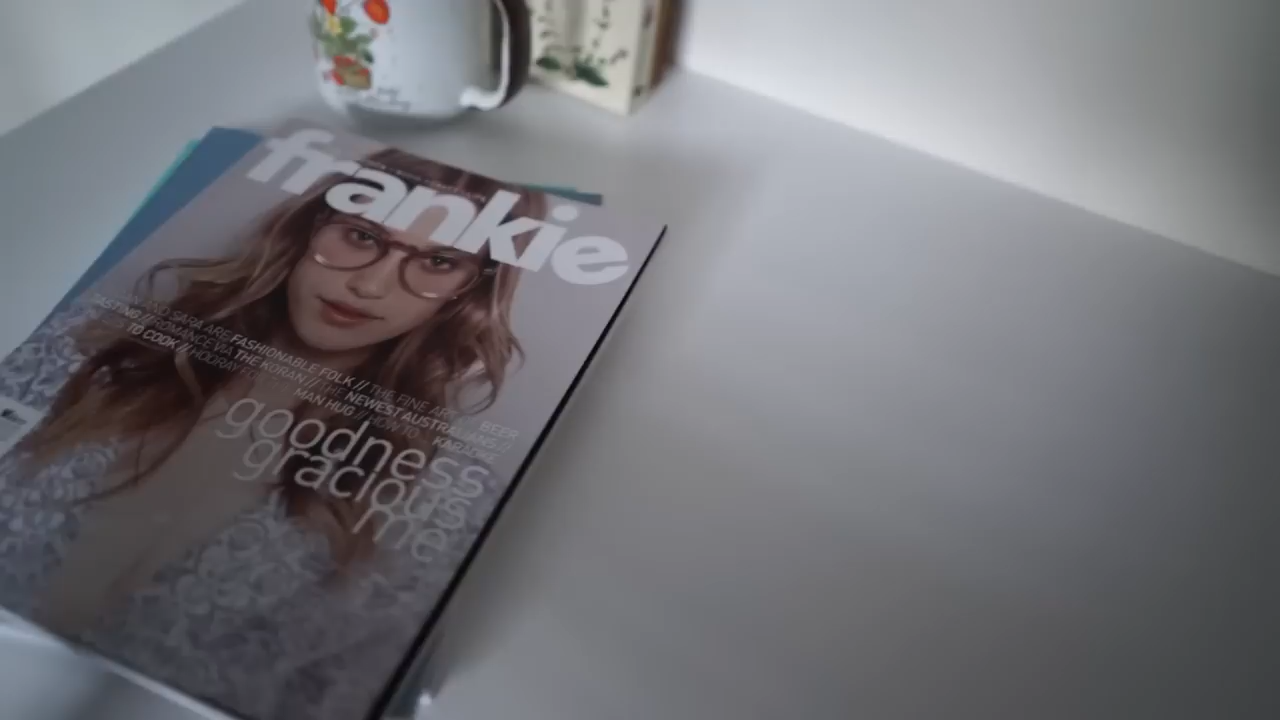 frankie
AND SARA ARE FASHIONABLE FOLK // THE FINE ART BEER
TASTING // ROMANCE VIA THE KORAN // THE NEWEST AUSTRALIANS //
TO COOK // HOORAY MAN HUG // HOW TO KARAOKE
goodness
gracious
me